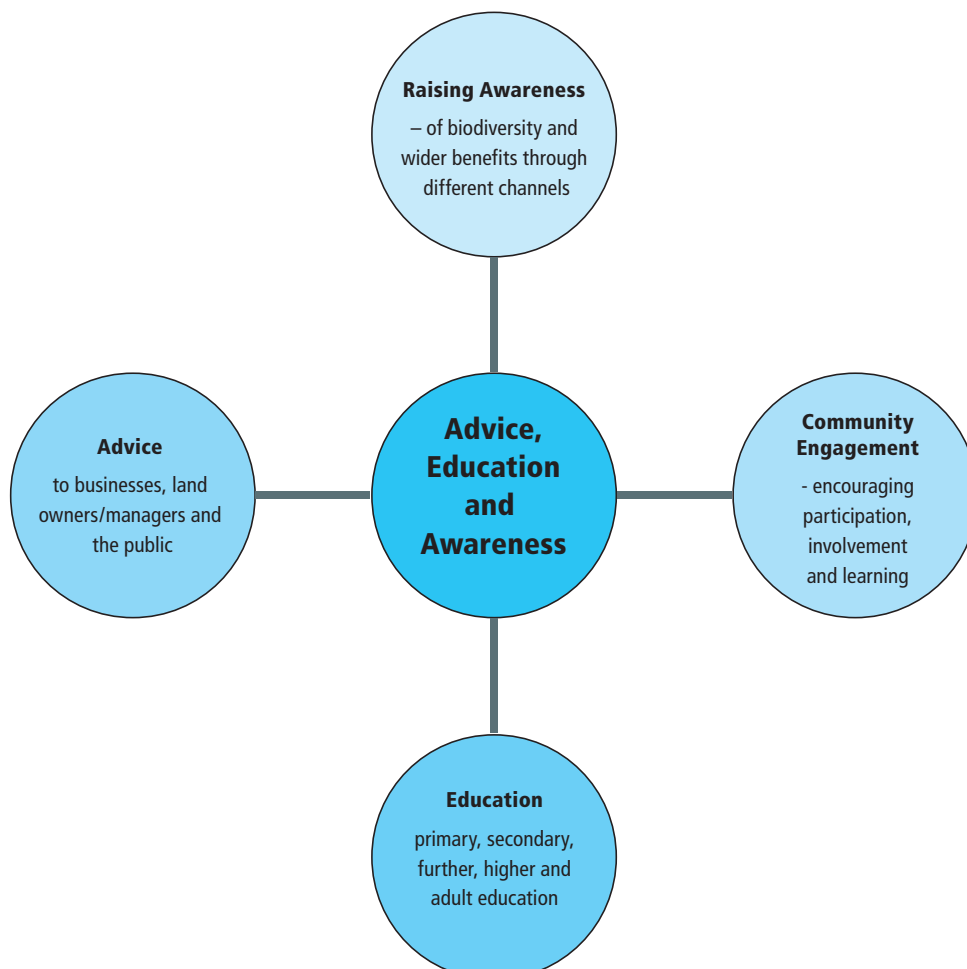 Raising Awareness
– of biodiversity and
wider benefits through
different channels
Advice
to businesses, land
owners/managers and
the public
Advice,
Education
and
Awareness
Community
Engagement
- encouraging
participation,
involvement
and learning
Education
primary, secondary,
further, higher and
adult education